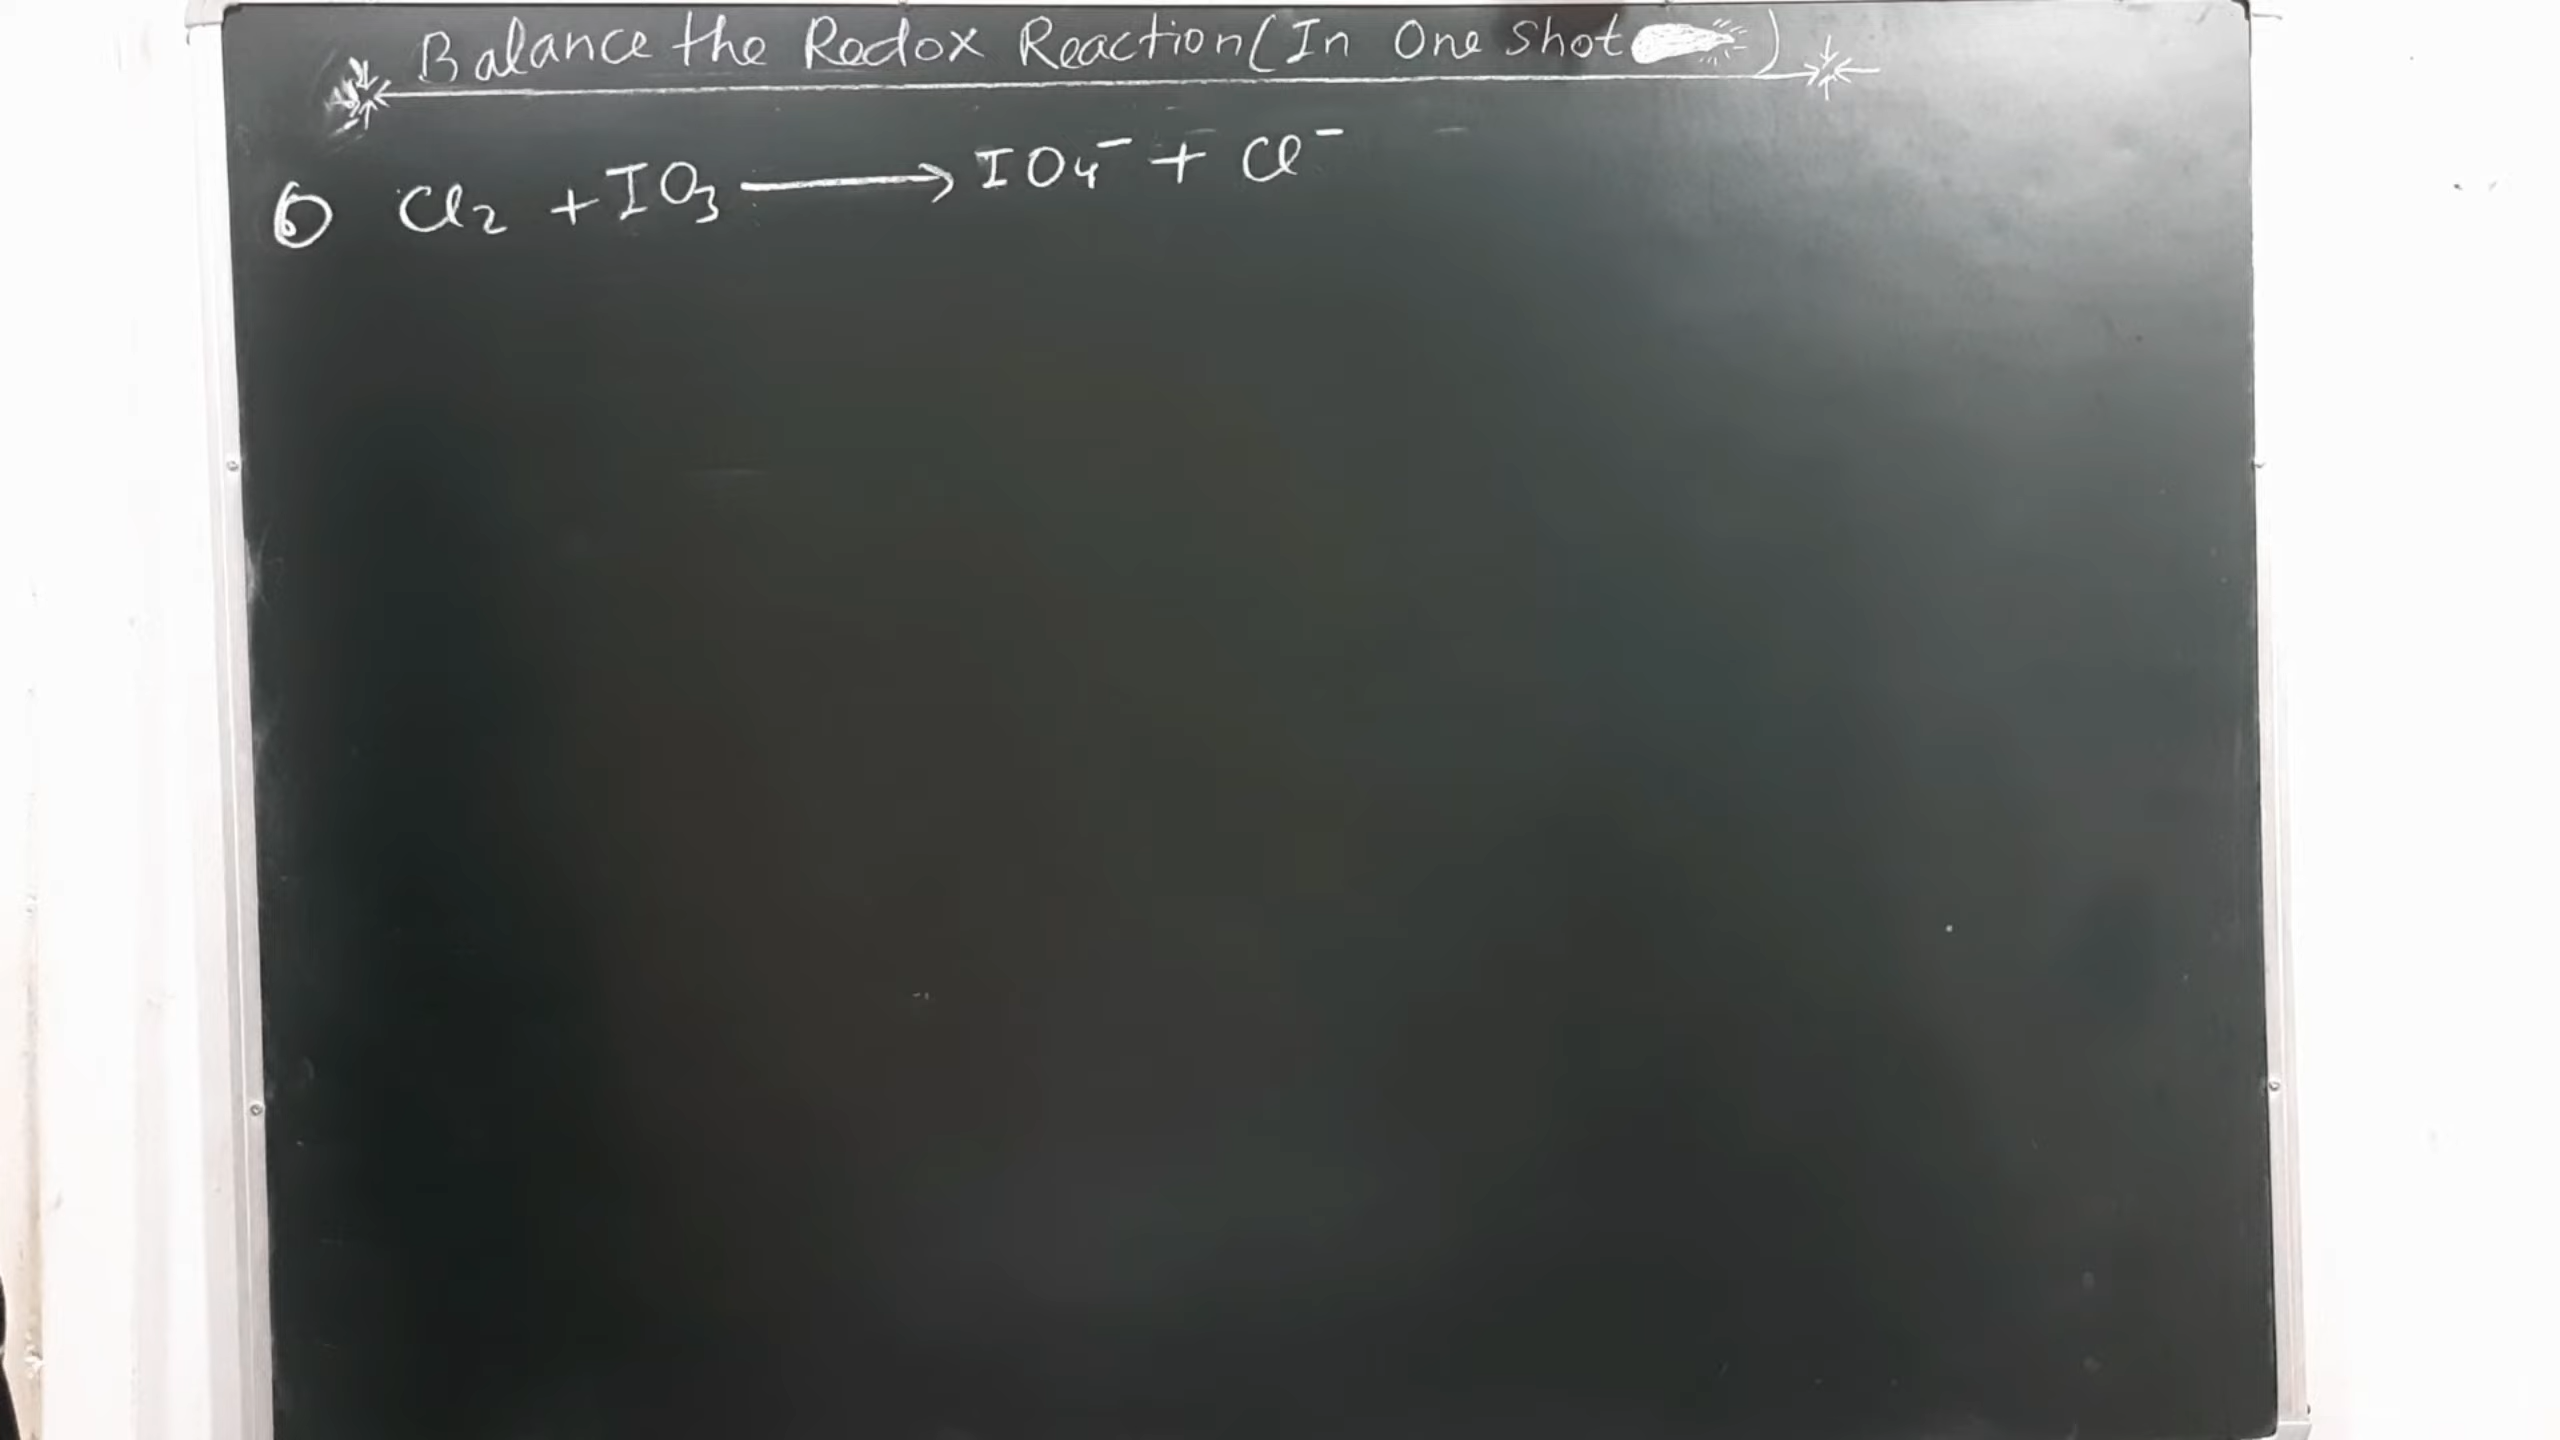 Balance the Redox Reaction (In One Shot)
6 Cl₂ + IO₃ ⟶ IO₄⁻ + Cl⁻